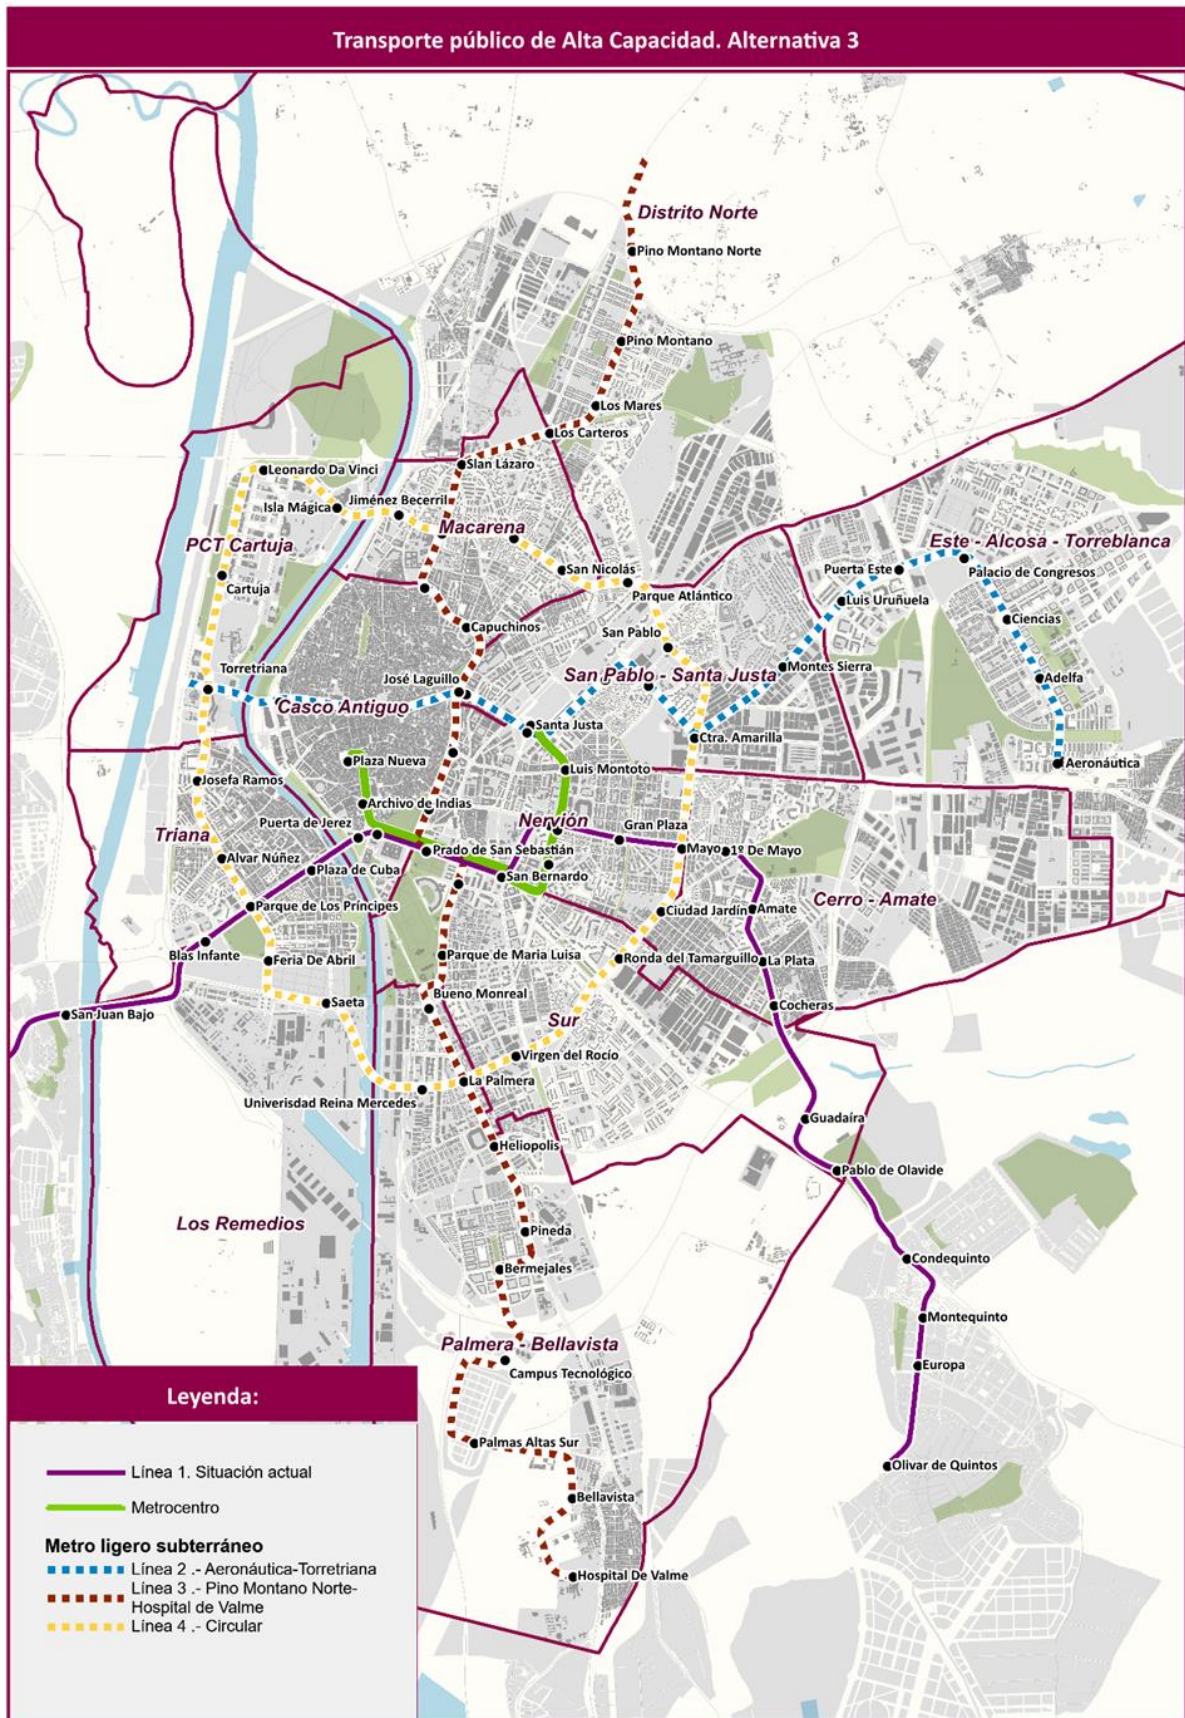 Transporte público de Alta Capacidad. Alternativa 3
Distrito Norte
Pino Montano Norte
Pino Montano
Los Mares
Los Carteros
Slan Lázaro
Leonardo Da Vinci
Jiménez Becerril
Isla Mágica
Macarena
PCT Cartuja
Este - Alcosa - Torreblanca
San Nicolás
Puerta Este
Palacio de Congresos
Cartuja
Parque Atlántico
Luis Uruñuela
Capuchinos
San Pablo
Ciencias
Torretriana
José Laguillo
San Pablo - Santa Justa
Montes Sierra
Adelfa
Casco Antiguo
Santa Justa
Ctra. Amarilla
Plaza Nueva
Luis Montoto
Aeronáutica
Josefa Ramos
Archivo de Indias
Puerta de Jerez
Nervión
Gran Plaza
Triana
Prado de San Sebastián
Mayo
1º De Mayo
Alvar Núñez
Plaza de Cuba
San Bernardo
Cerro - Amate
Parque de Los Príncipes
Ciudad Jardín
Amate
Blas Infante
Feria De Abril
Parque de Maria Luisa
Ronda del Tamarguillo
La Plata
Saeta
Bueno Monreal
Cocheras
San Juan Bajo
Sur
Virgen del Rocío
La Palmera
Univerisdad Reina Mercedes
Guadaíra
Heliopolis
Pablo de Olavide
Los Remedios
Pineda
Condequinto
Bermejales
Montequinto
Palmera - Bellavista
Europa
Campus Tecnológico
Palmas Altas Sur
Olivar de Quintos
Bellavista
Hospital De Valme
Leyenda:
Línea 1. Situación actual
Metrocentro
Metro ligero subterráneo
Línea 2 .- Aeronáutica-Torretriana
Línea 3 .- Pino Montano Norte-
Hospital de Valme
Línea 4 .- Circular